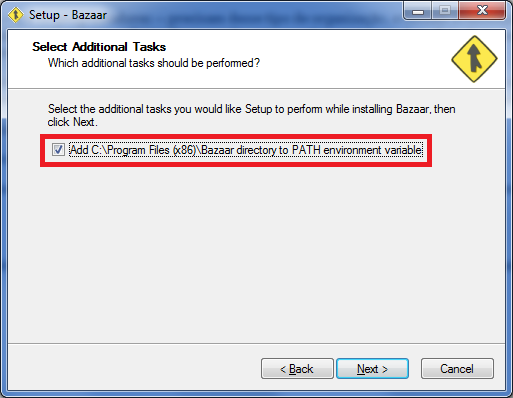 Setup - Bazaar
Select Additional Tasks
Which additional tasks should be performed?
Select the additional tasks you would like Setup to perform while installing Bazaar, then
click Next.
Add C:\Program Files (x86)\Bazaar directory to PATH environment variable
< Back
Next >
Cancel